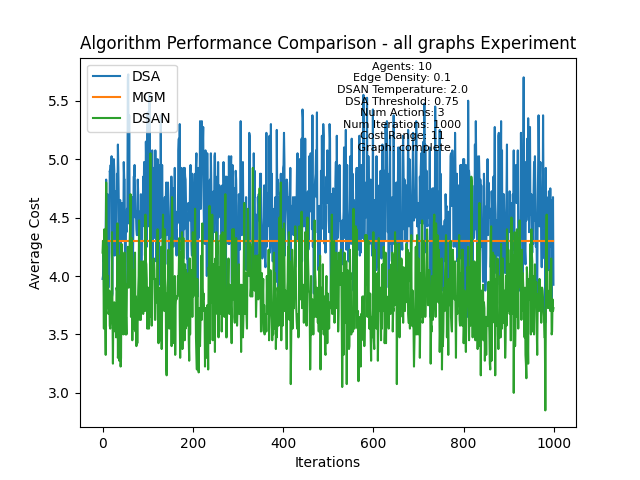 Algorithm Performance Comparison - all graphs Experiment
DSA
MGM
DSAN
Agents: 10
Edge Density: 0.1
DSAN Temperature: 2.0
DSA Threshold: 0.75
Num Actions: 3
Num Iterations: 1000
Cost Range: 11
Graph: complete
Average Cost
5.5
5.0
4.5
4.0
3.5
3.0
0
200
400
600
800
1000
Iterations